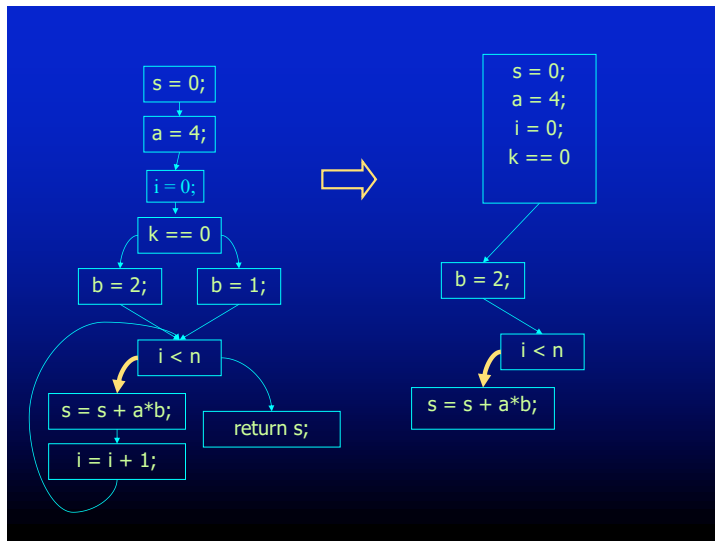 s = 0;
a = 4;
i = 0;
k == 0
b = 2;
b = 1;
i < n
s = s + a*b;
return s;
i = i + 1;
s = 0;
a = 4;
i = 0;
k == 0
b = 2;
i < n
s = s + a*b;